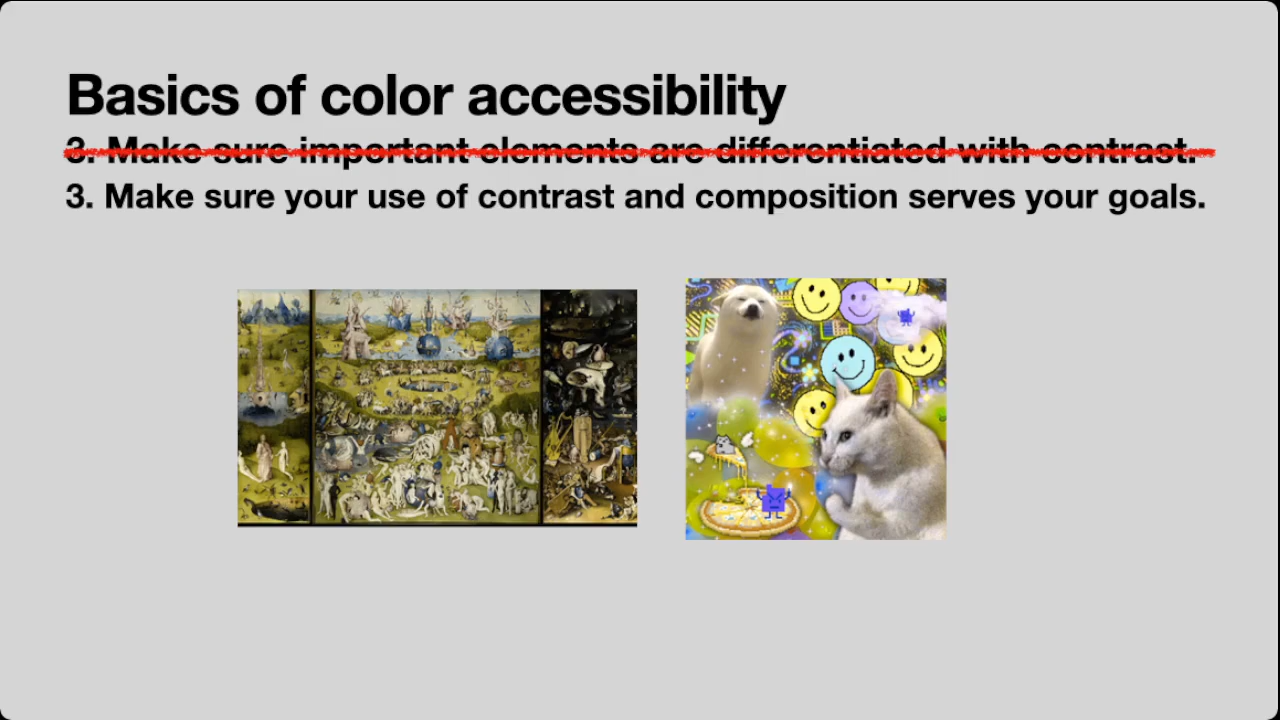 Basics of color accessibility
3. Make sure important elements are differentiated with contrast.
3. Make sure your use of contrast and composition serves your goals.